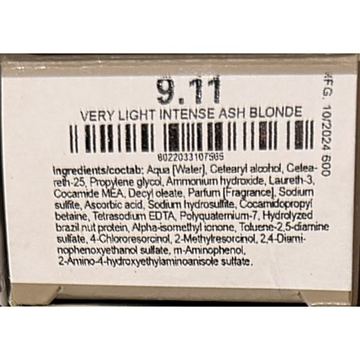 9.11
VERY LIGHT INTENSE ASH BLONDE
8022033107985
Ingredients/coctab: Aqua [Water], Cetearyl alcohol, Cetea-
reth-25, Propylene glycol, Ammonium hydroxide, Laureth-3,
Cocamide MEA, Decyl oleate, Parfum [Fragrance], Sodium
sulfite, Ascorbic acid, Sodium hydrosulfite, Cocamidopropyl
betaine, Tetrasodium EDTA, Polyquaternium-7, Hydrolyzed
brazil nut protein, Alpha-isomethyl ionone, Toluene-2,5-diamine
sulfate, 4-Chlororesorcinol, 2-Methylresorcinol, 2,4-Diami-
nophenoxyethanol sulfate, m-Aminophenol,
2-Amino-4-hydroxyethylaminoanisole sulfate.
MFG. 10/2024 600